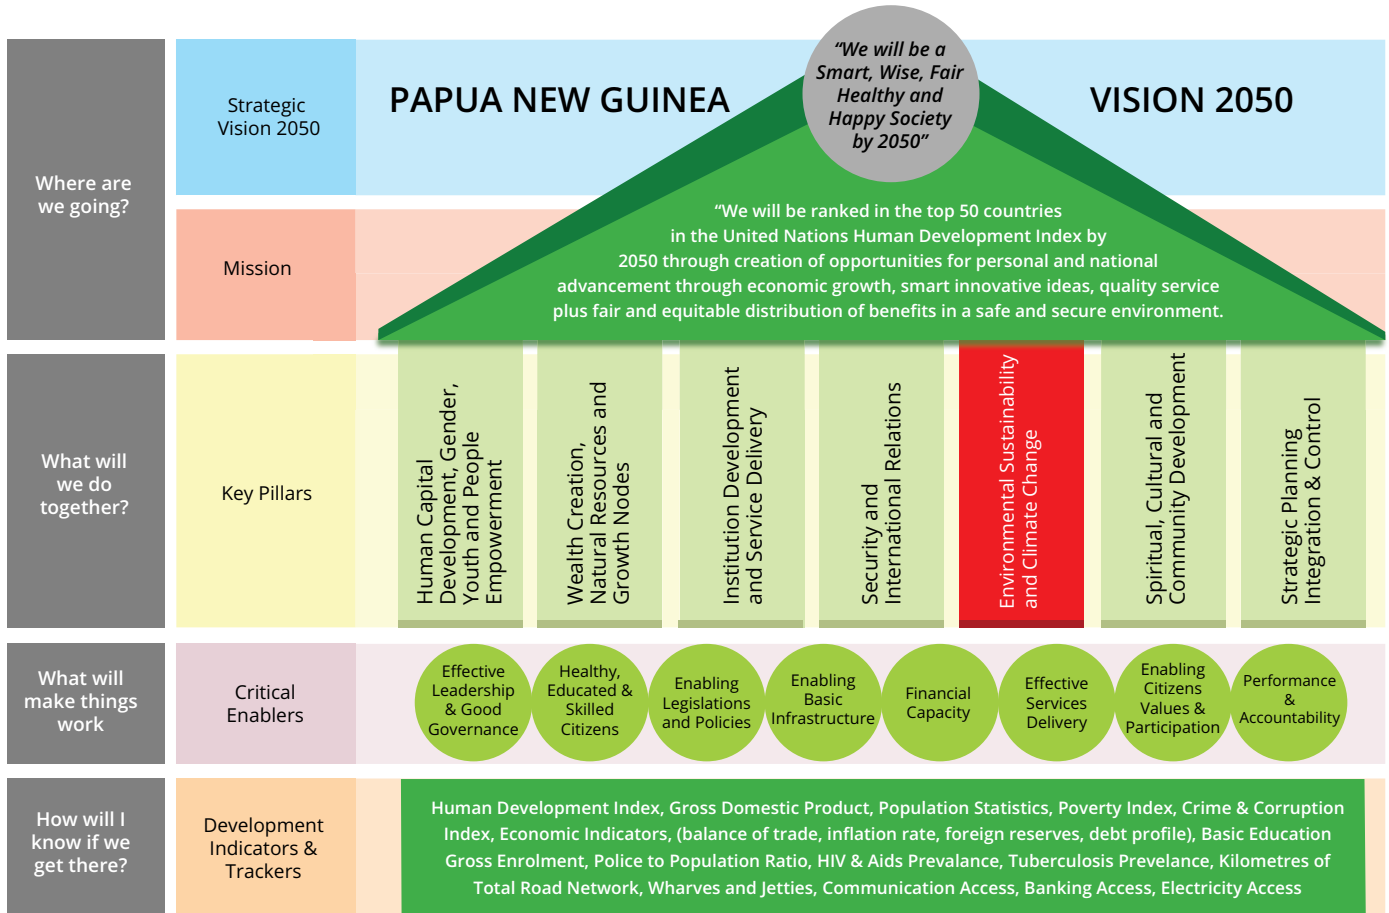 Where are
we going?
Strategic
Vision 2050
PAPUA NEW GUINEA
“We will be a
Smart, Wise, Fair
Healthy and
Happy Society
by 2050”
VISION 2050
Mission
“We will be ranked in the top 50 countries
in the United Nations Human Development Index by
2050 through creation of opportunities for personal and national
advancement through economic growth, smart innovative ideas, quality service
plus fair and equitable distribution of benefits in a safe and secure environment.
What will
we do
together?
Key Pillars
Human Capital
Development, Gender,
Youth and People
Empowerment
Wealth Creation,
Natural Resources and
Growth Nodes
Institution Development
and Service Delivery
Security and
International Relations
Environmental Sustainability
and Climate Change
Spiritual, Cultural and
Community Development
Strategic Planning
Integration & Control
What will
make things
work
Critical
Enablers
Effective
Leadership
& Good
Governance
Healthy,
Educated &
Skilled
Citizens
Enabling
Legislations
and Policies
Enabling
Basic
Infrastructure
Financial
Capacity
Effective
Services
Delivery
Enabling
Citizens
Values &
Participation
Performance
&
Accountability
How will I
know if we
get there?
Development
Indicators &
Trackers
Human Development Index, Gross Domestic Product, Population Statistics, Poverty Index, Crime & Corruption
Index, Economic Indicators, (balance of trade, inflation rate, foreign reserves, debt profile), Basic Education
Gross Enrolment, Police to Population Ratio, HIV & Aids Prevalance, Tuberculosis Prevelance, Kilometres of
Total Road Network, Wharves and Jetties, Communication Access, Banking Access, Electricity Access